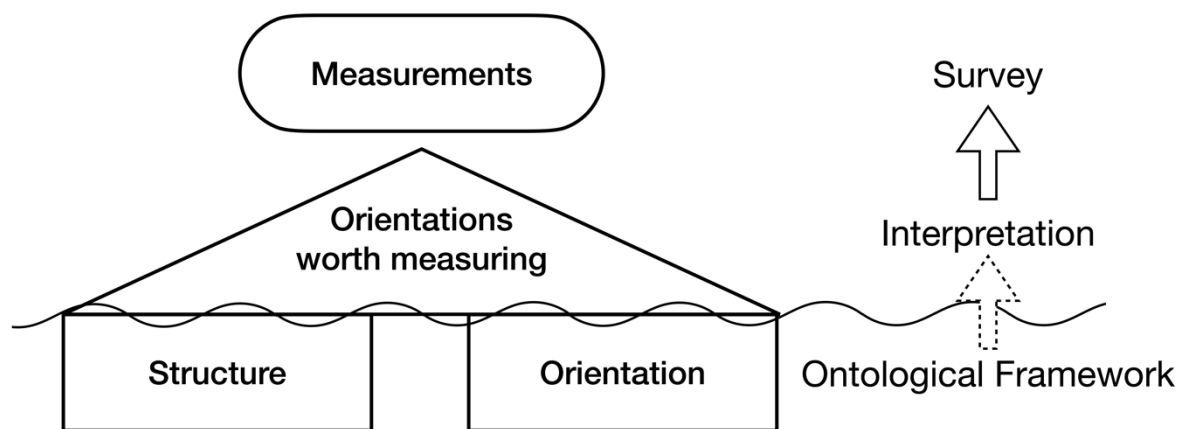 Measurements
Survey
Orientations
worth measuring
Interpretation
Structure
Orientation
Ontological Framework